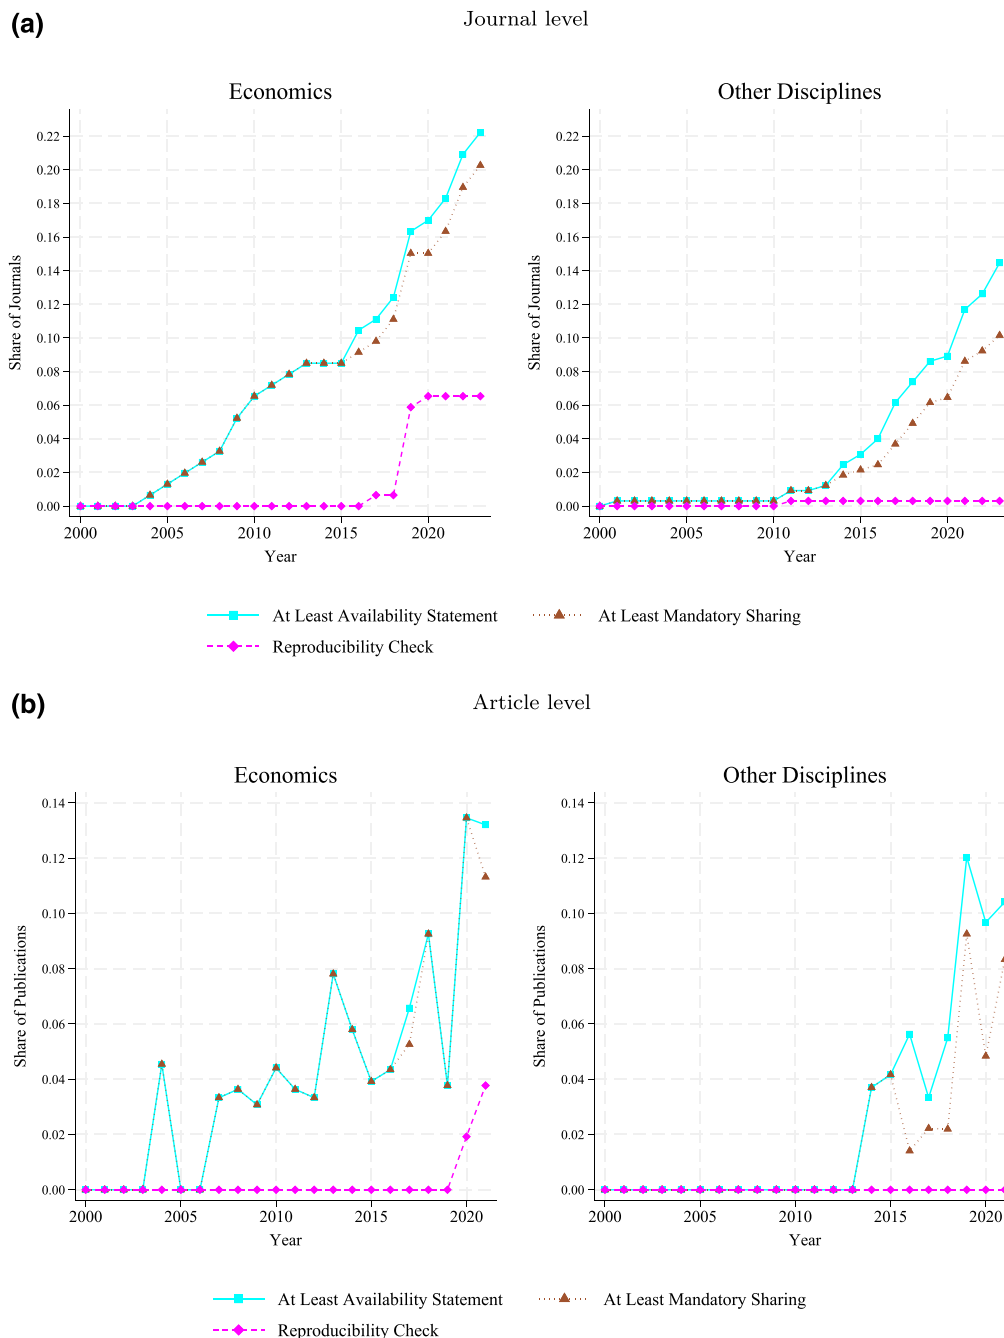 (a)
Journal level
Economics
Other Disciplines
Share of Journals
0.22
0.20
0.18
0.16
0.14
0.12
0.10
0.08
0.06
0.04
0.02
0.00
2000 2005 2010 2015 2020
Year
Share of Journals
0.22
0.20
0.18
0.16
0.14
0.12
0.10
0.08
0.06
0.04
0.02
0.00
2000 2005 2010 2015 2020
Year
At Least Availability Statement
At Least Mandatory Sharing
Reproducibility Check
(b)
Article level
Economics
Other Disciplines
Share of Publications
0.14
0.12
0.10
0.08
0.06
0.04
0.02
0.00
2000 2005 2010 2015 2020
Year
Share of Publications
0.14
0.12
0.10
0.08
0.06
0.04
0.02
0.00
2000 2005 2010 2015 2020
Year
At Least Availability Statement
At Least Mandatory Sharing
Reproducibility Check